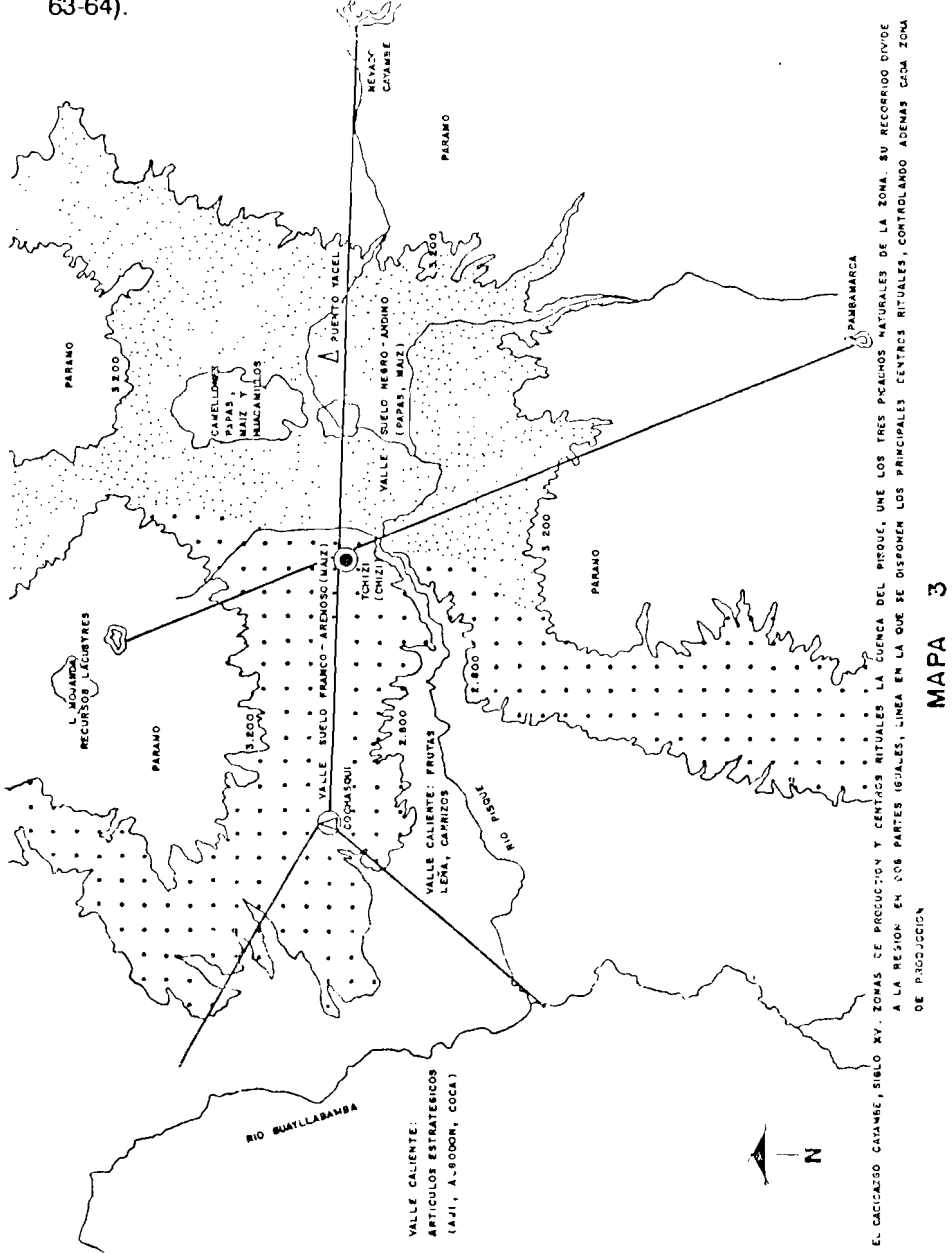 63-64).
NEVADO
CAYAMBE
PARAMO
PARAMO
3.200
CAMELLONES
PAPAS,
MAIZ Y
HUACAMILLOS
PUENTO YACEL
3.200
VALLE SUELO NEGRO-ANDINO
(PAPAS, MAIZ)
PAMBAMARCA
L. MOJANDA
RECURSOS LACUSTRES
PARAMO
3.200
VALLE SUELO FRANCO-ARENOSO (MAIZ)
TCHIZI
(CHIZI)
3 200
PARAMO
2.800
2.800
COCHASQUI
VALLE CALIENTE: FRUTAS
LEÑA, CARRIZOS
RIO PISQUE
RIO GUAYLLABAMBA
VALLE CALIENTE:
ARTICULOS ESTRATEGICOS
(AJI, ALGODON, COCA)
N
EL CACICAZGO CAYAMBE, SIGLO XV. ZONAS DE PRODUCCION Y CENTROS RITUALES LA CUENCA DEL PISQUE, UNE LOS TRES PICACHOS NATURALES DE LA ZONA. SU RECORRIDO DIVIDE
A LA REGION EN DOS PARTES IGUALES, LINEA EN LA QUE SE DISPONEN LOS PRINCIPALES CENTROS RITUALES, CONTROLANDO ADEMAS CADA ZONA
DE PRODUCCION
MAPA 3